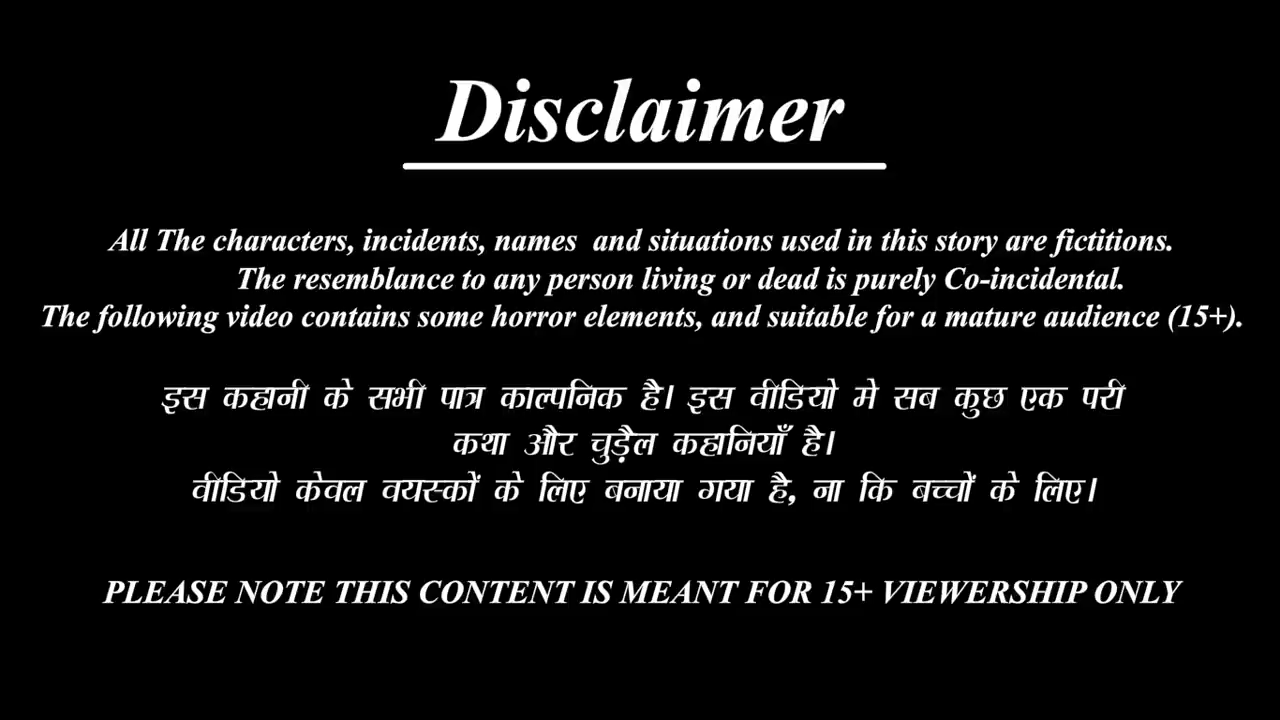 Disclaimer
All The characters, incidents, names and situations used in this story are fictitions.
The resemblance to any person living or dead is purely Co-incidental.
The following video contains some horror elements, and suitable for a mature audience (15+).
इस कहानी के सभी पात्र काल्पनिक है। इस वीडियो मे सब कुछ एक परी
कथा और चुड़ैल कहानियाँ है।
वीडियो केवल वयस्कों के लिए बनाया गया है, ना कि बच्चों के लिए।
PLEASE NOTE THIS CONTENT IS MEANT FOR 15+ VIEWERSHIP ONLY